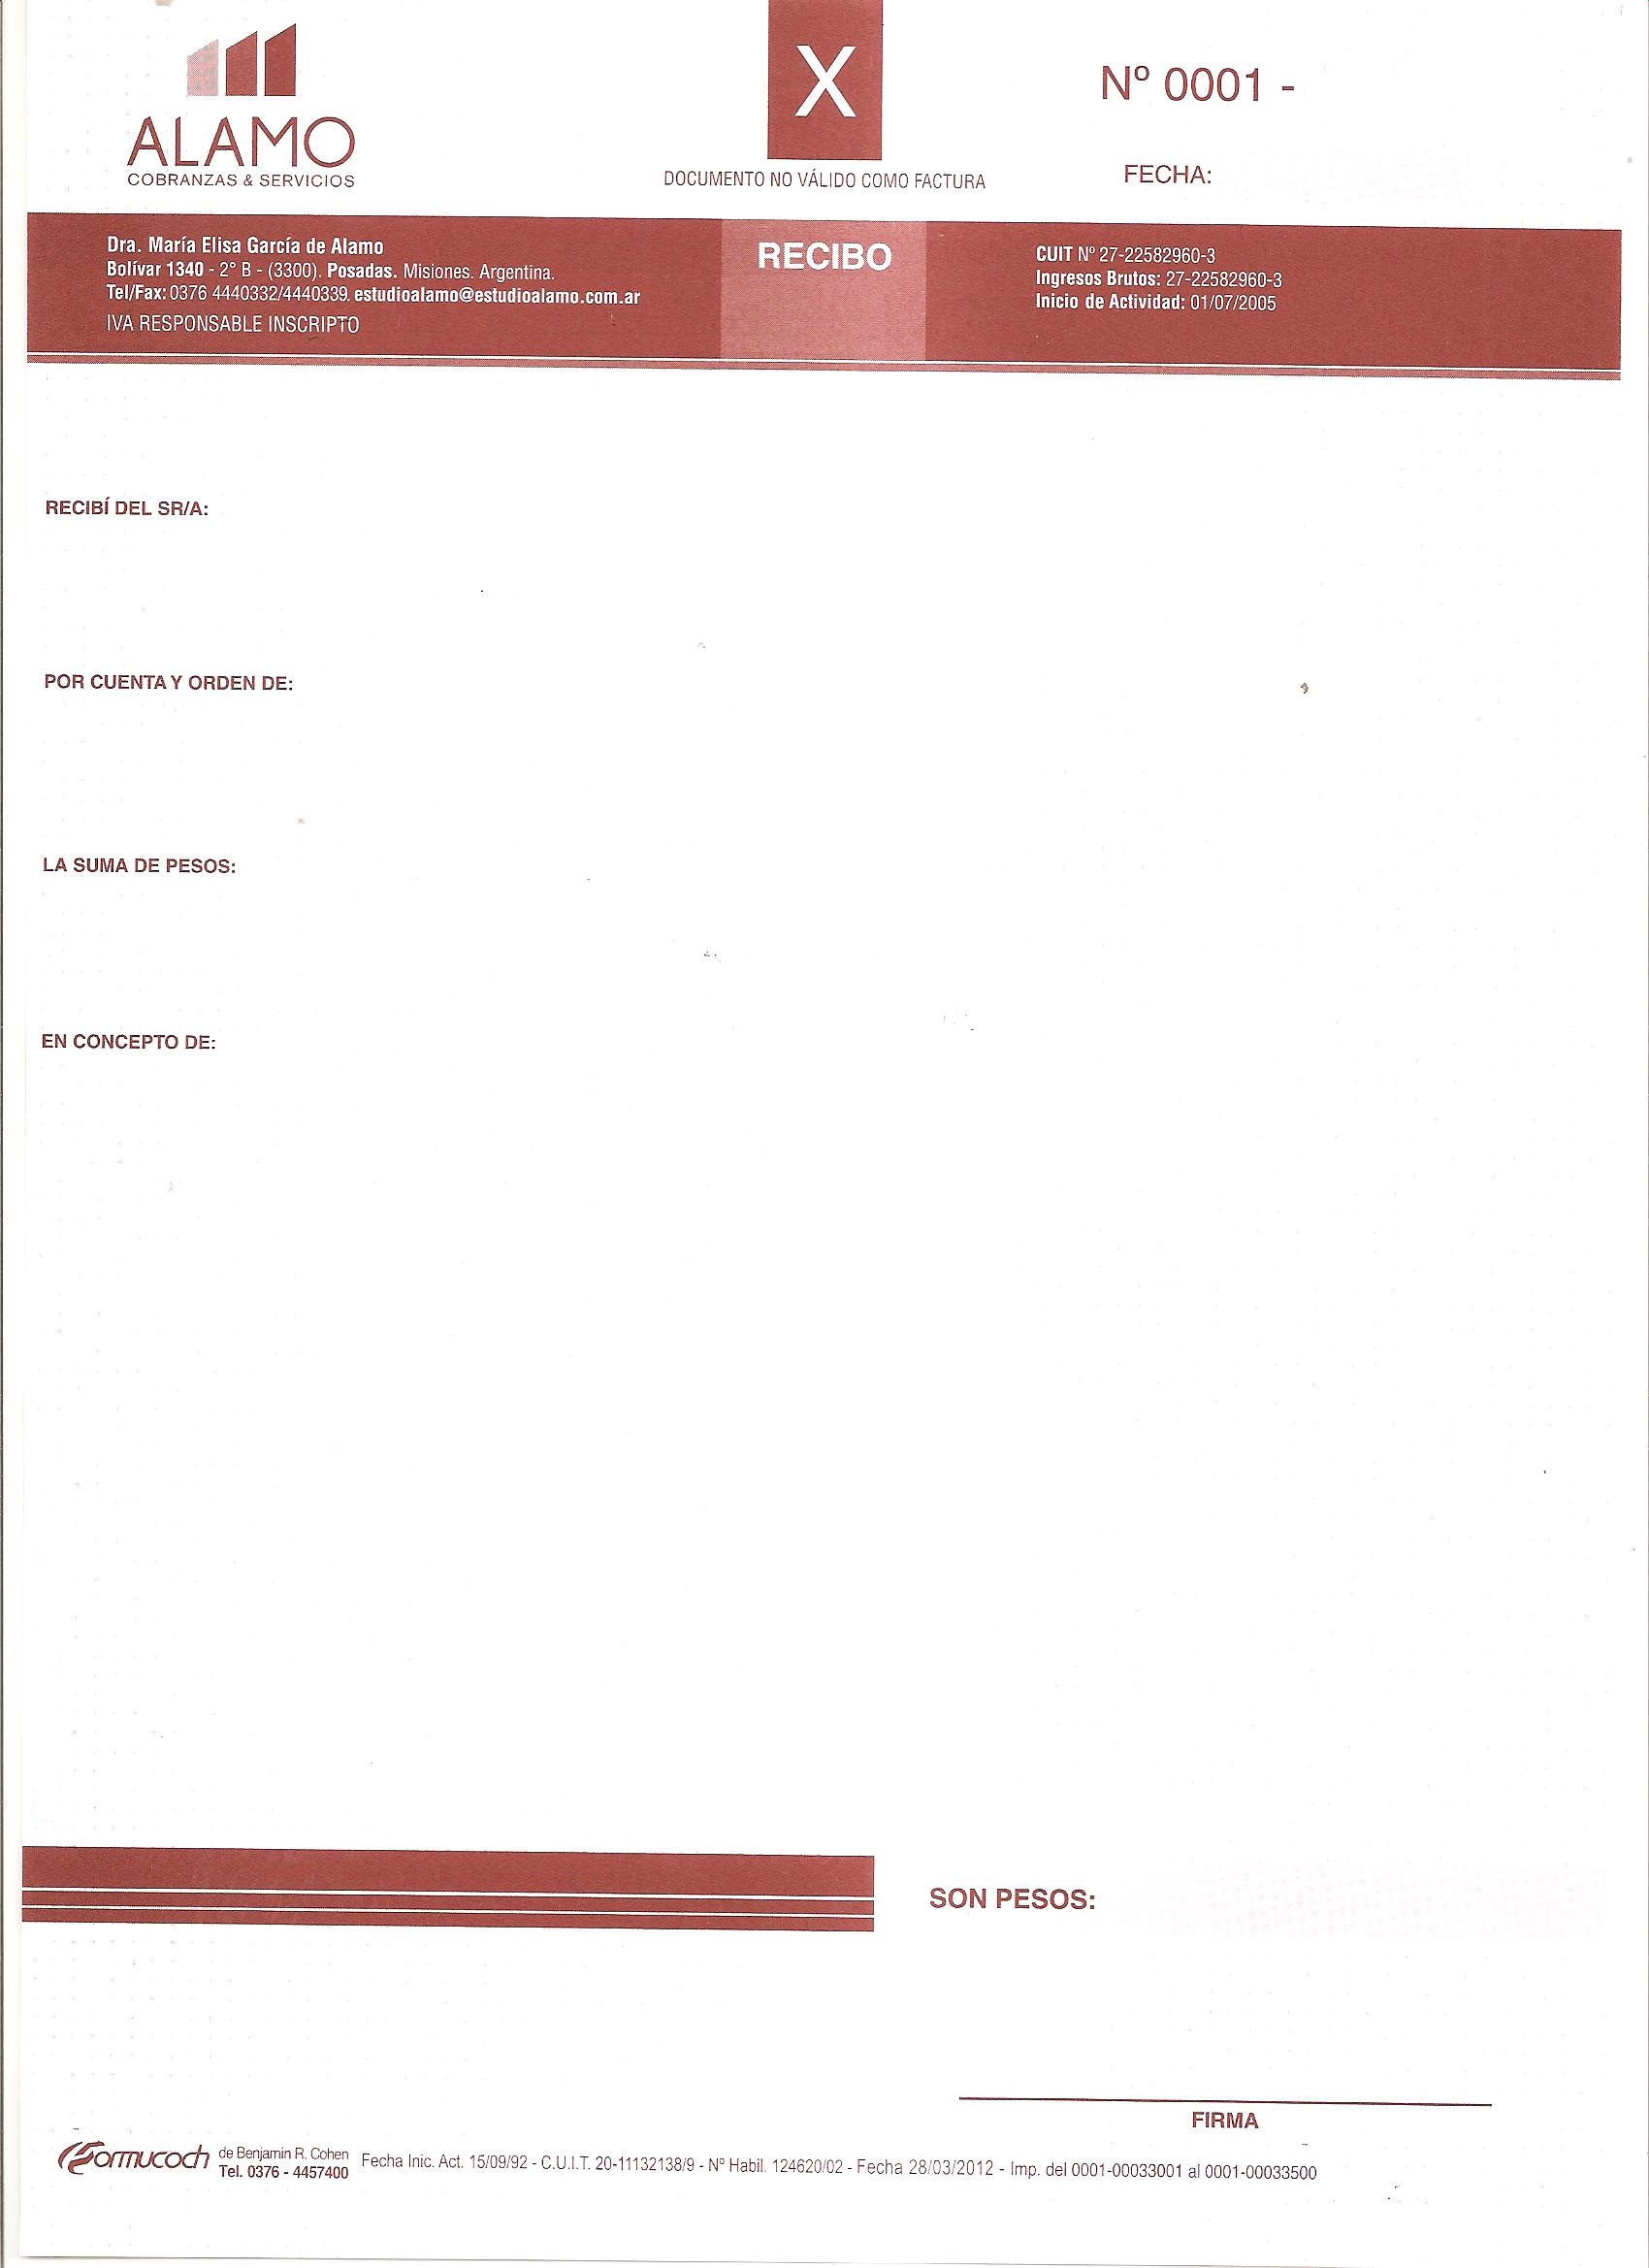 ALAMO
COBRANZAS & SERVICIOS
X
DOCUMENTO NO VÁLIDO COMO FACTURA
Nº 0001 -
FECHA:
Dra. María Elisa García de Alamo
Bolívar 1340 - 2° B - (3300). Posadas. Misiones. Argentina.
Tel/Fax: 0376 4440332/4440339. estudioalamo@estudioalamo.com.ar
IVA RESPONSABLE INSCRIPTO
RECIBO
CUIT Nº 27-22582960-3
Ingresos Brutos: 27-22582960-3
Inicio de Actividad: 01/07/2005
RECIBÍ DEL SR/A:
POR CUENTA Y ORDEN DE:
LA SUMA DE PESOS:
EN CONCEPTO DE:
SON PESOS:
FIRMA
Formucoch de Benjamín R. Cohen
Tel. 0376 - 4457400
Fecha Inic. Act. 15/09/92 - C.U.I.T. 20-11132138/9 - Nº Habil. 124620/02 - Fecha 28/03/2012 - Imp. del 0001-00033001 al 0001-00033500